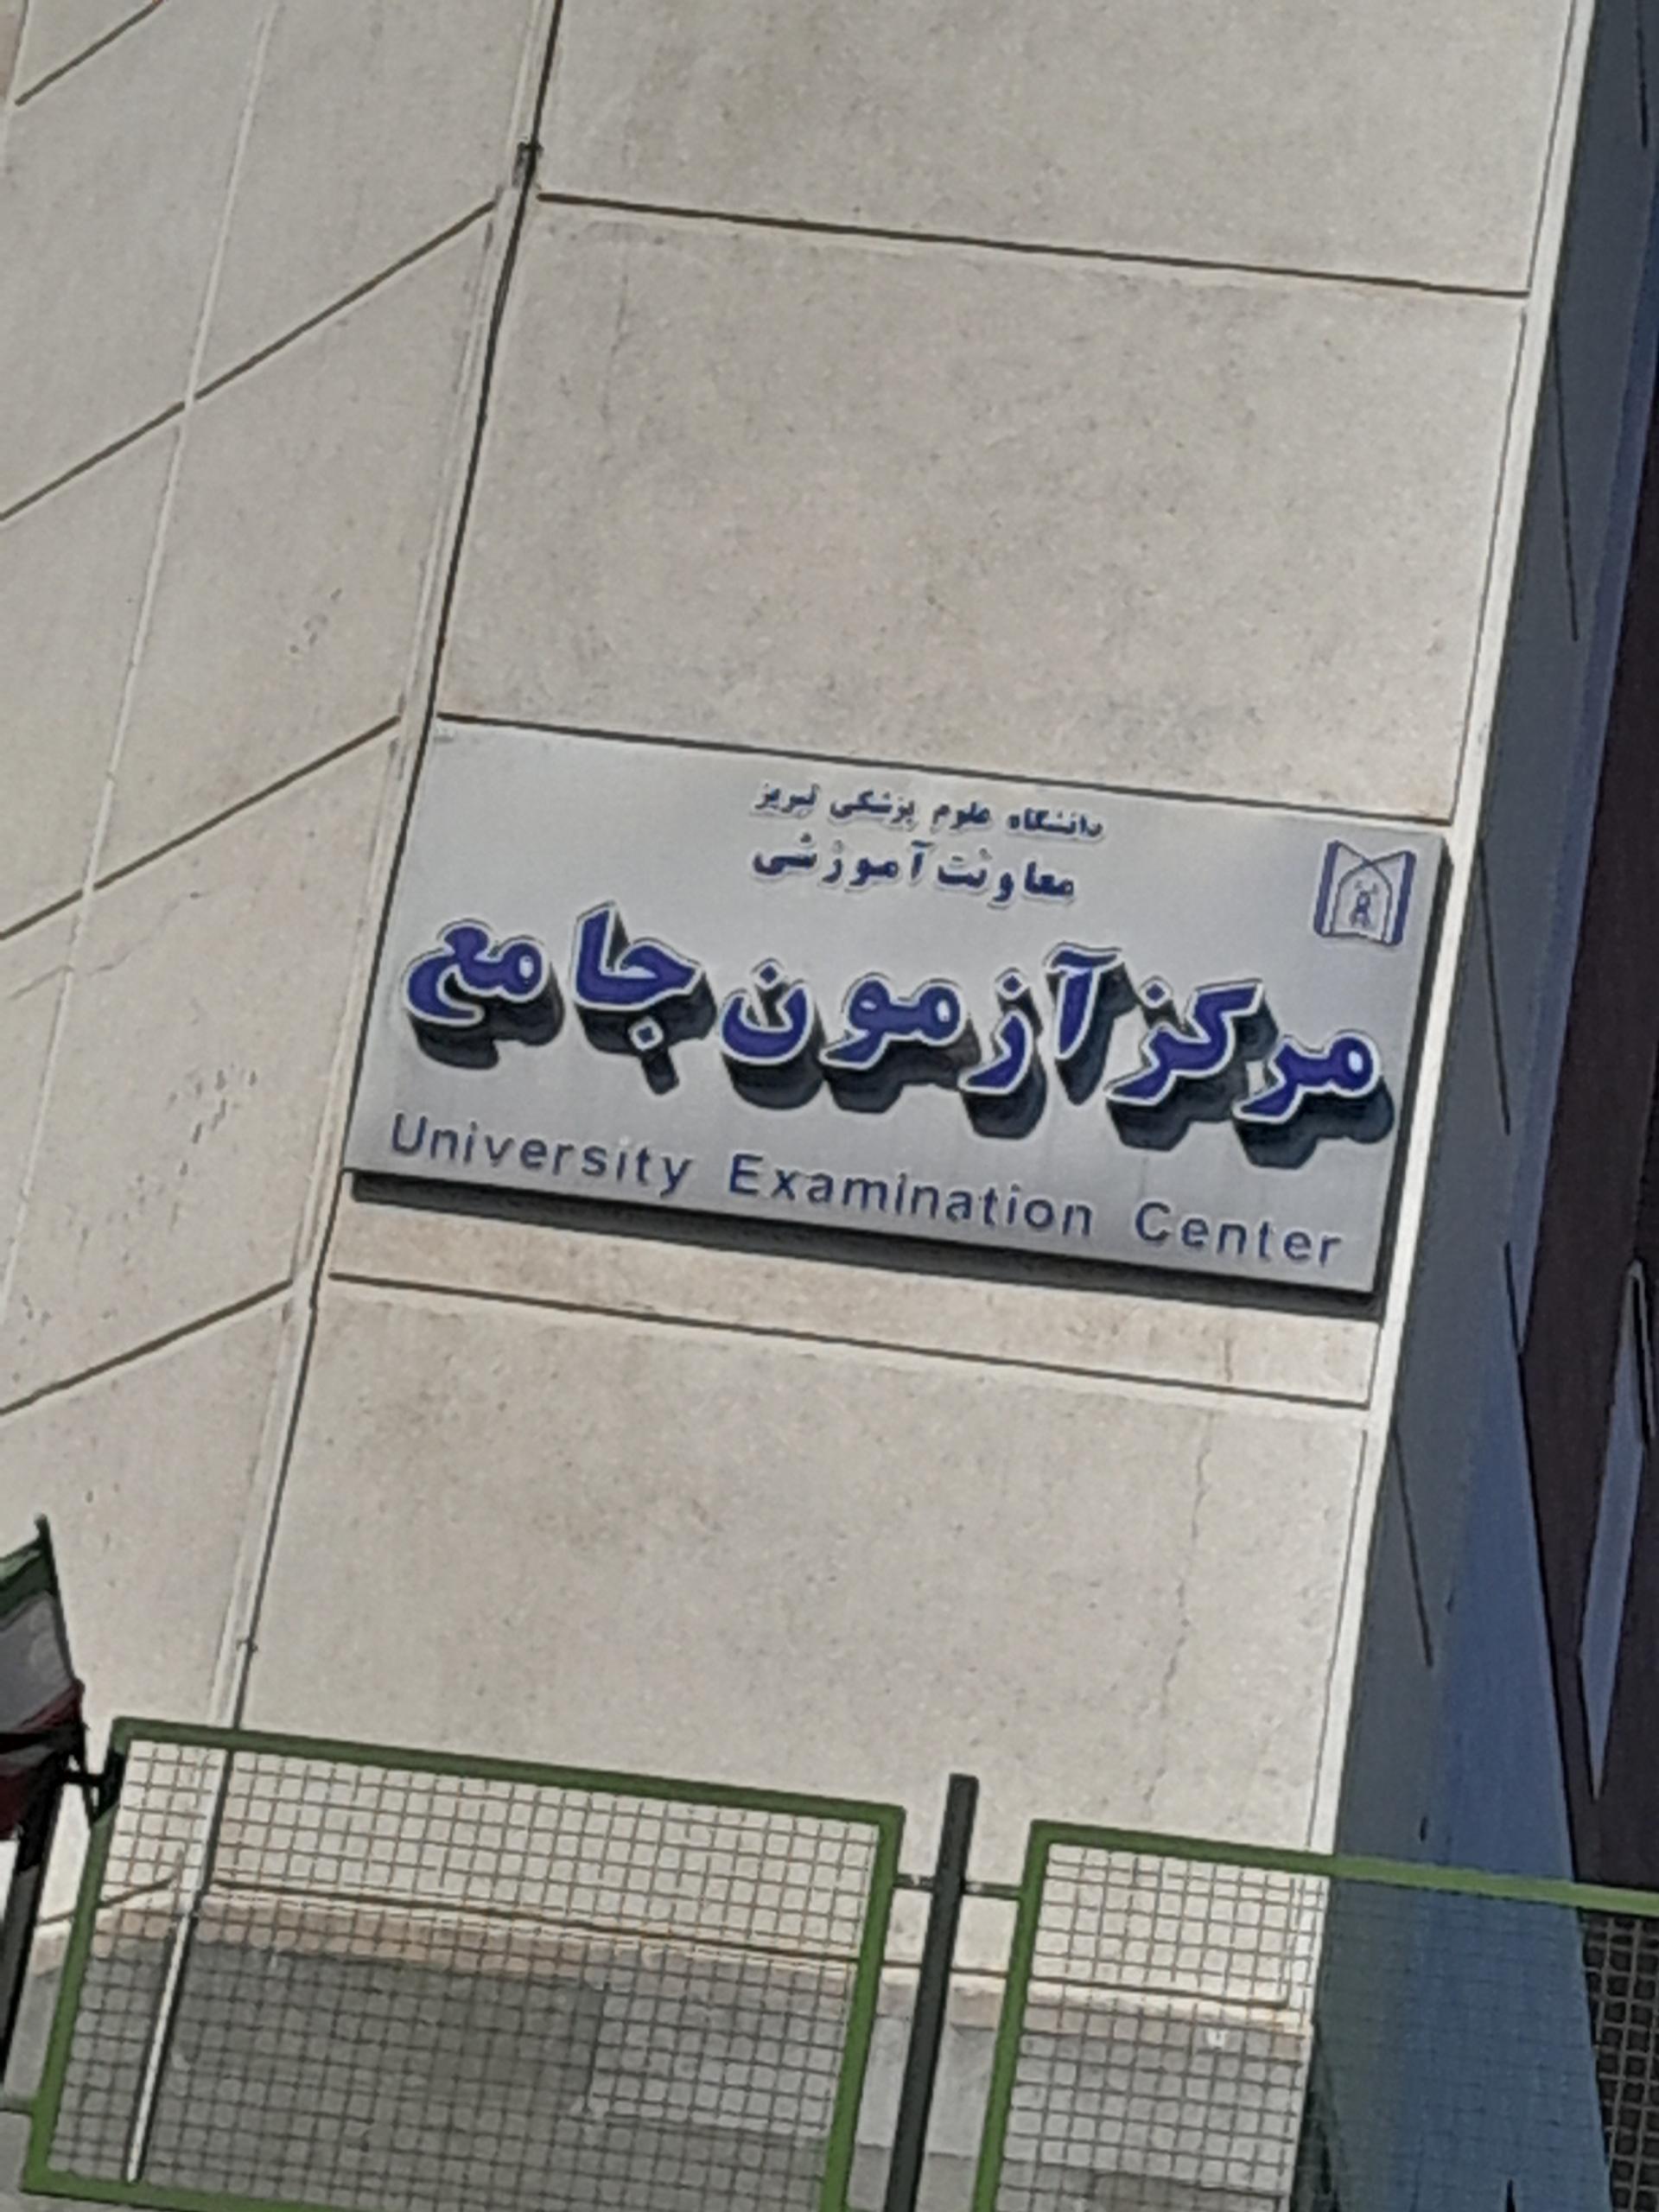 دانشگاه علوم پزشکی تبریز
معاونت آموزشی
مرکز آزمون جامع
University Examination Center